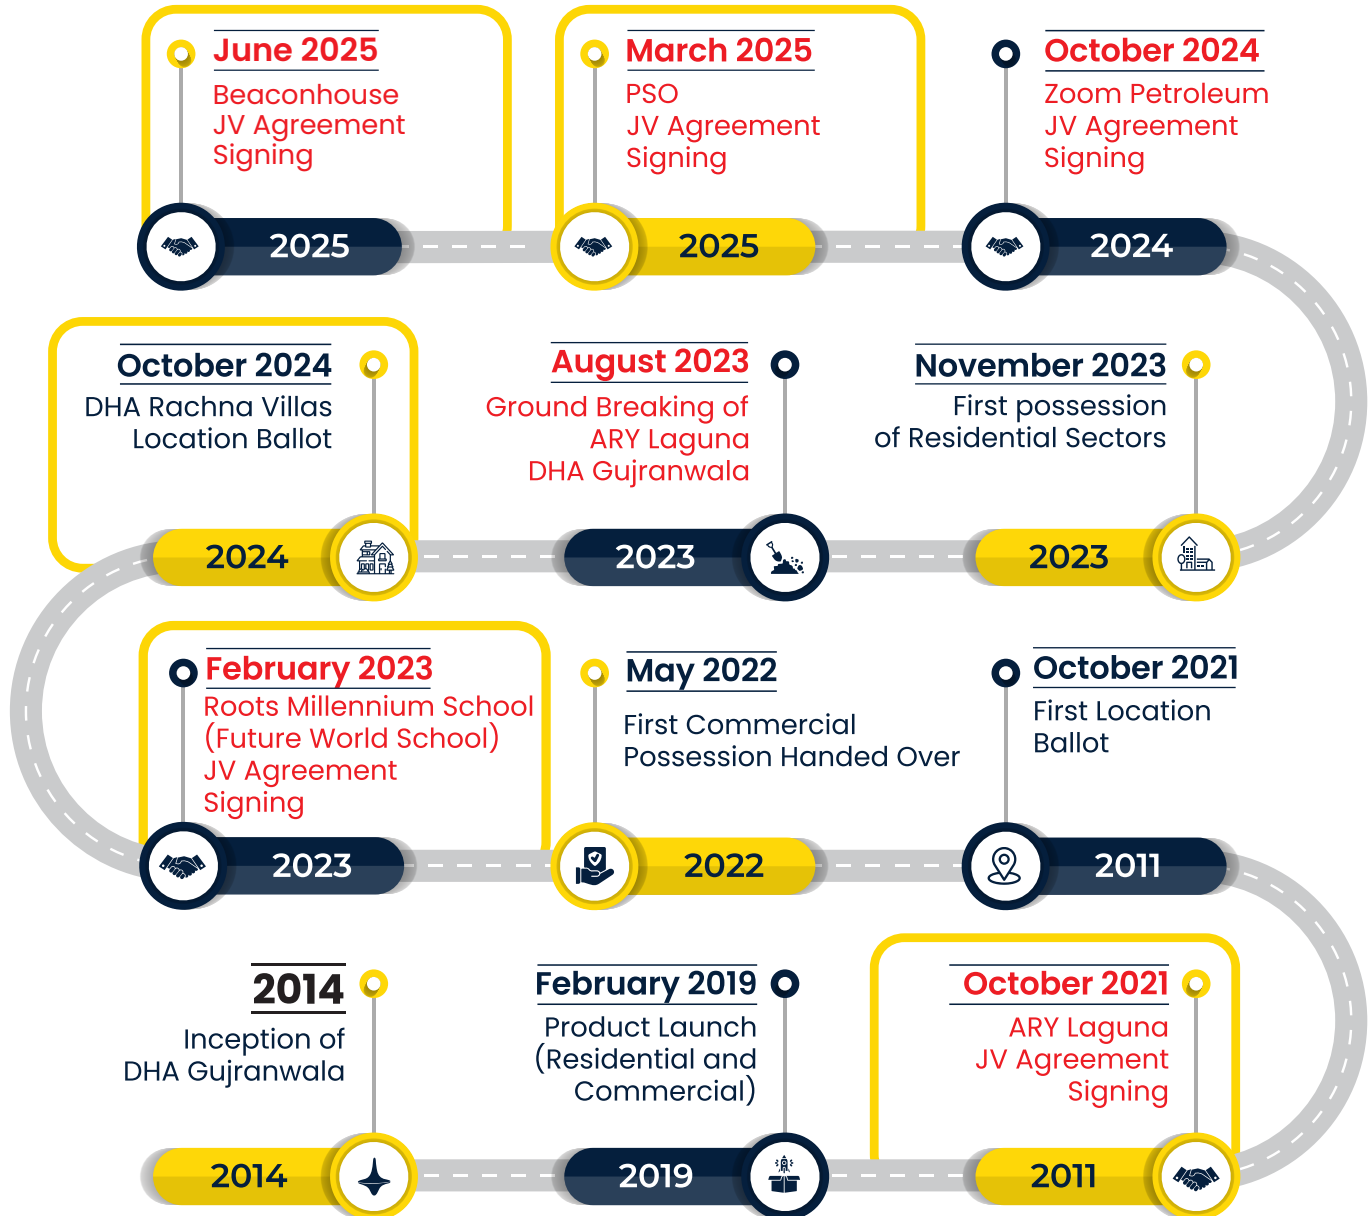 June 2025
Beaconhouse
JV Agreement
Signing
2025
March 2025
PSO
JV Agreement
Signing
2025
October 2024
Zoom Petroleum
JV Agreement
Signing
2024
October 2024
DHA Rachna Villas
Location Ballot
2024
August 2023
Ground Breaking of
ARY Laguna
DHA Gujranwala
2023
November 2023
First possession
of Residential Sectors
2023
February 2023
Roots Millennium School
(Future World School)
JV Agreement
Signing
2023
May 2022
First Commercial
Possession Handed Over
2022
October 2021
First Location
Ballot
2011
2014
Inception of
DHA Gujranwala
2014
February 2019
Product Launch
(Residential and
Commercial)
2019
October 2021
ARY Laguna
JV Agreement
Signing
2011